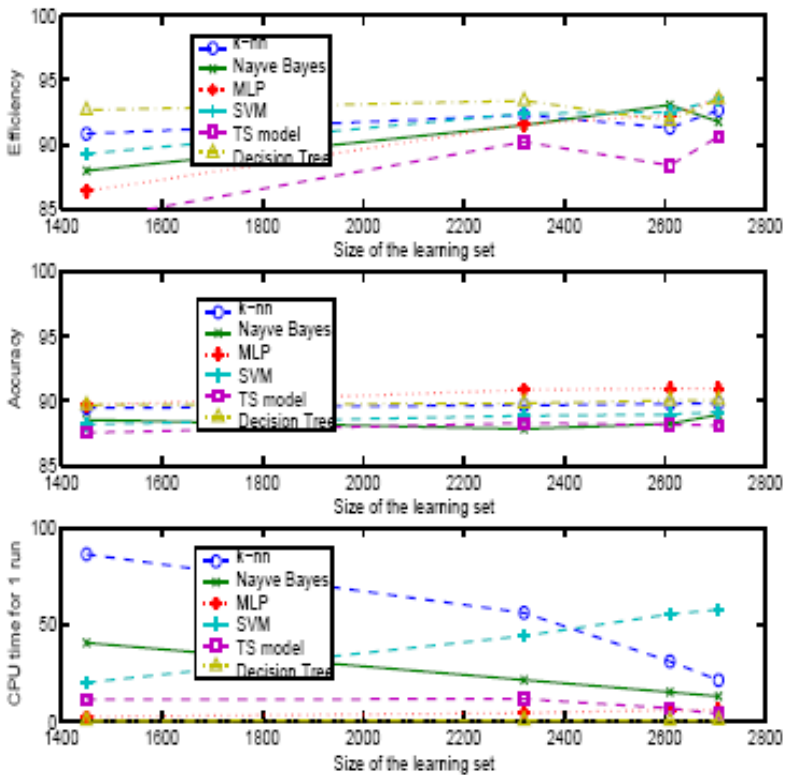 100
95
90
85
Efficiency
k-nn
Nayve Bayes
MLP
SVM
TS model
Decision Tree
1400 1600 1800 2000 2200 2400 2600 2800
Size of the learning set
100
95
90
85
Accuracy
k-nn
Nayve Bayes
MLP
SVM
TS model
Decision Tree
1400 1600 1800 2000 2200 2400 2600 2800
Size of the learning set
100
50
0
CPU time for 1 run
k-nn
Nayve Bayes
MLP
SVM
TS model
Decision Tree
1400 1600 1800 2000 2200 2400 2600 2800
Size of the learning set